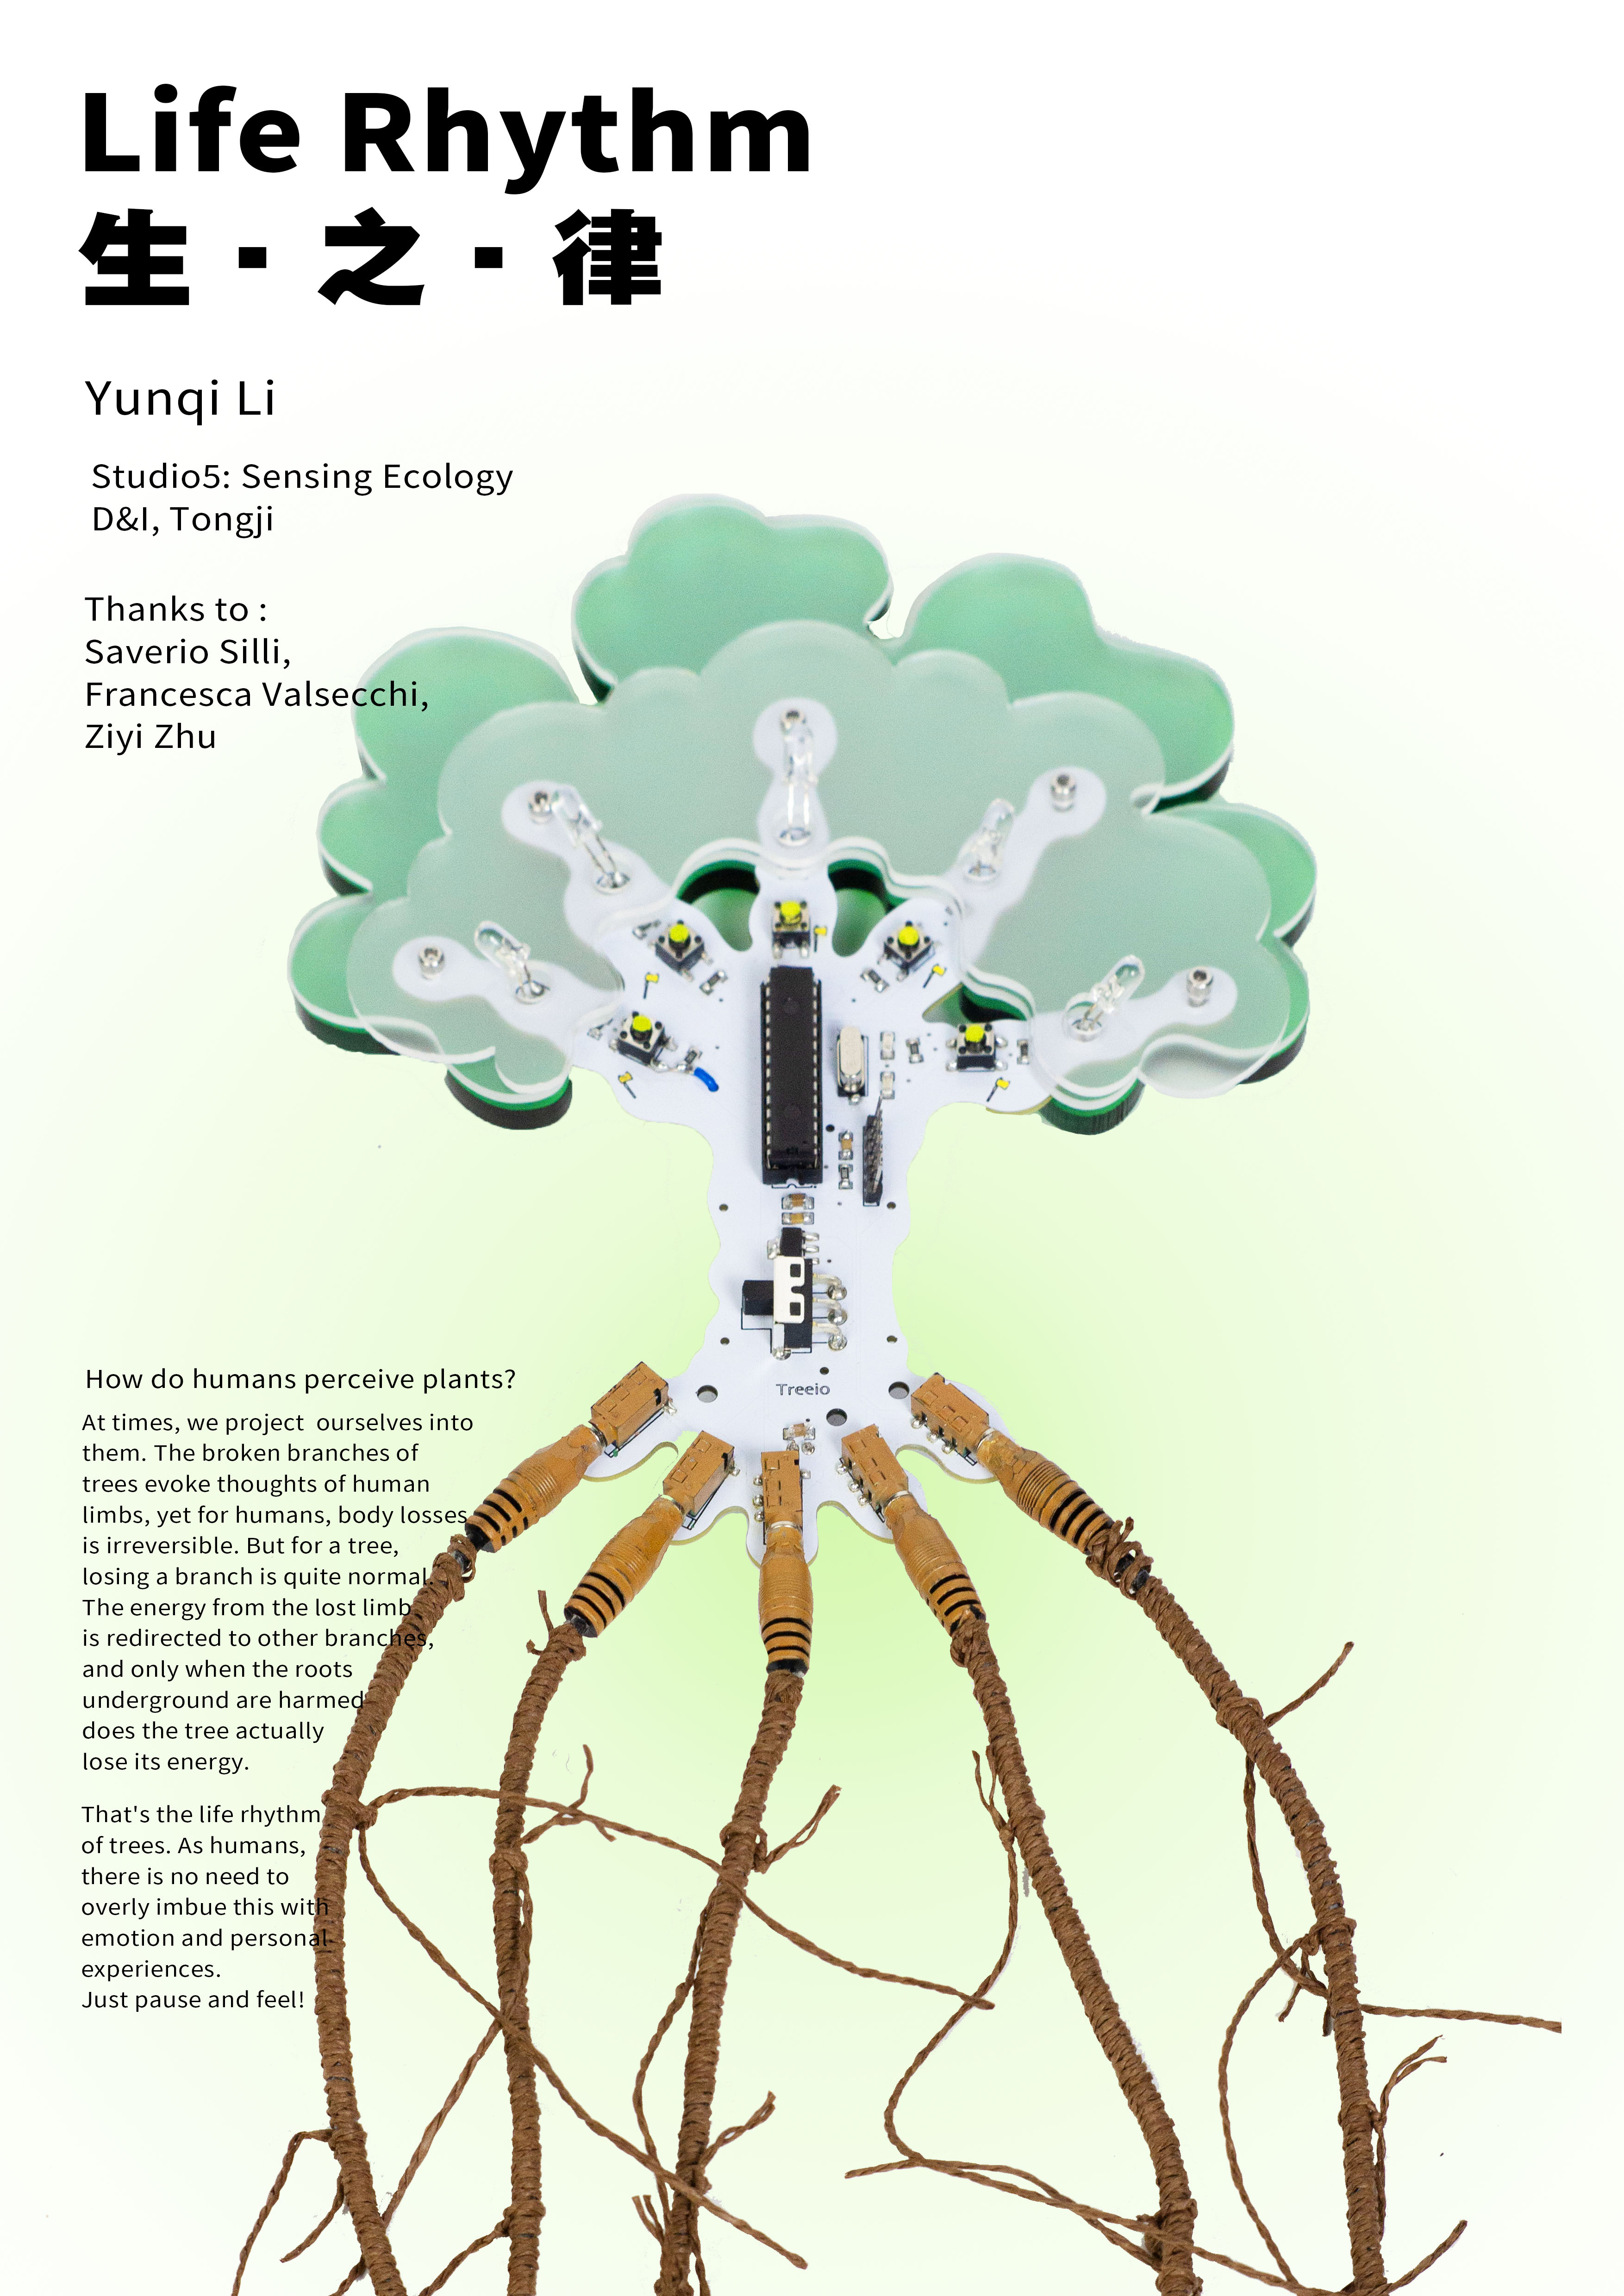 Life Rhythm
生·之·律
Yunqi Li
Studio5: Sensing Ecology
D&I, Tongji
Thanks to :
Saverio Silli,
Francesca Valsecchi,
Ziyi Zhu
Treeio
How do humans perceive plants?
At times, we project  ourselves into
them. The broken branches of
trees evoke thoughts of human
limbs, yet for humans, body losses
is irreversible. But for a tree,
losing a branch is quite normal.
The energy from the lost limb
is redirected to other branches,
and only when the roots
underground are harmed
does the tree actually
lose its energy.
That's the life rhythm
of trees. As humans,
there is no need to
overly imbue this with
emotion and personal
experiences.
Just pause and feel!